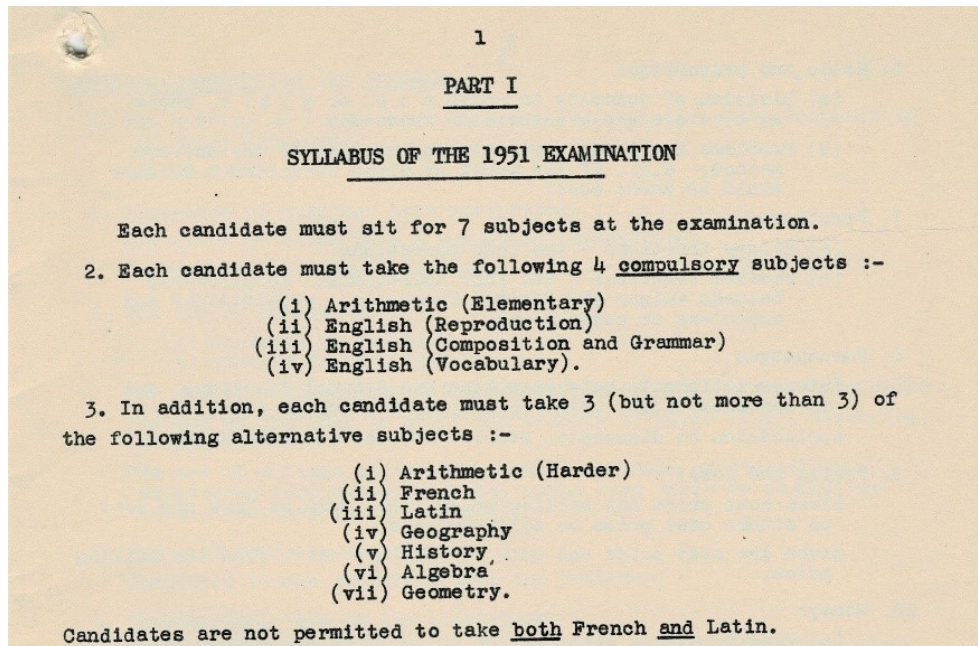 1
PART I
SYLLABUS OF THE 1951 EXAMINATION
Each candidate must sit for 7 subjects at the examination.
2. Each candidate must take the following 4 compulsory subjects :-
(i) Arithmetic (Elementary)
(ii) English (Reproduction)
(iii) English (Composition and Grammar)
(iv) English (Vocabulary).
3. In addition, each candidate must take 3 (but not more than 3) of
the following alternative subjects :-
(i) Arithmetic (Harder)
(ii) French
(iii) Latin
(iv) Geography
(v) History
(vi) Algebra
(vii) Geometry.
Candidates are not permitted to take both French and Latin.